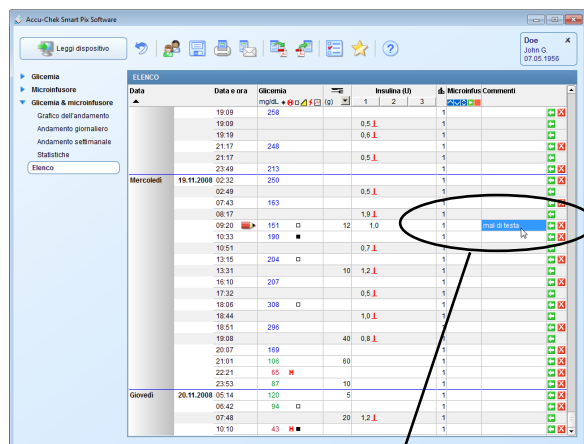 Accu-Chek Smart Pix Software
Leggi dispositivo
Doe
John G.
07.05.1956
Glicemia
Microinfusore
Glicemia & microinfusore
Grafico dell'andamento
Andamento giornaliero
Andamento settimanale
Statistiche
Elenco
ELENCO
Data Data e ora Glicemia Insulina (U) Microinfus Commenti
mg/dL (g) 1 2 3
19:09 258 1
19:09 0,5 1
19:19 0,6 1
21:17 248 1
21:17 0,5 1
23:49 213 1
Mercoledì 19.11.2008 02:32 250 1
02:49 0,5 1
07:43 163 1
08:17 1,9 1
09:20 151 12 1,0 1 mal di testa
10:33 190 1
10:51 0,7 1
13:15 204 1
13:31 10 1,2 1
16:10 207 1
17:32 0,5 1
18:06 308 1
18:44 1,0 1
18:51 296 1
19:08 40 0,8 1
20:07 169 1
21:01 106 60 1
22:21 65 H 1
23:53 87 10 1
Giovedì 20.11.2008 05:14 120 5 1
06:42 94 1
07:48 20 1,2 1
10:10 43 H 1